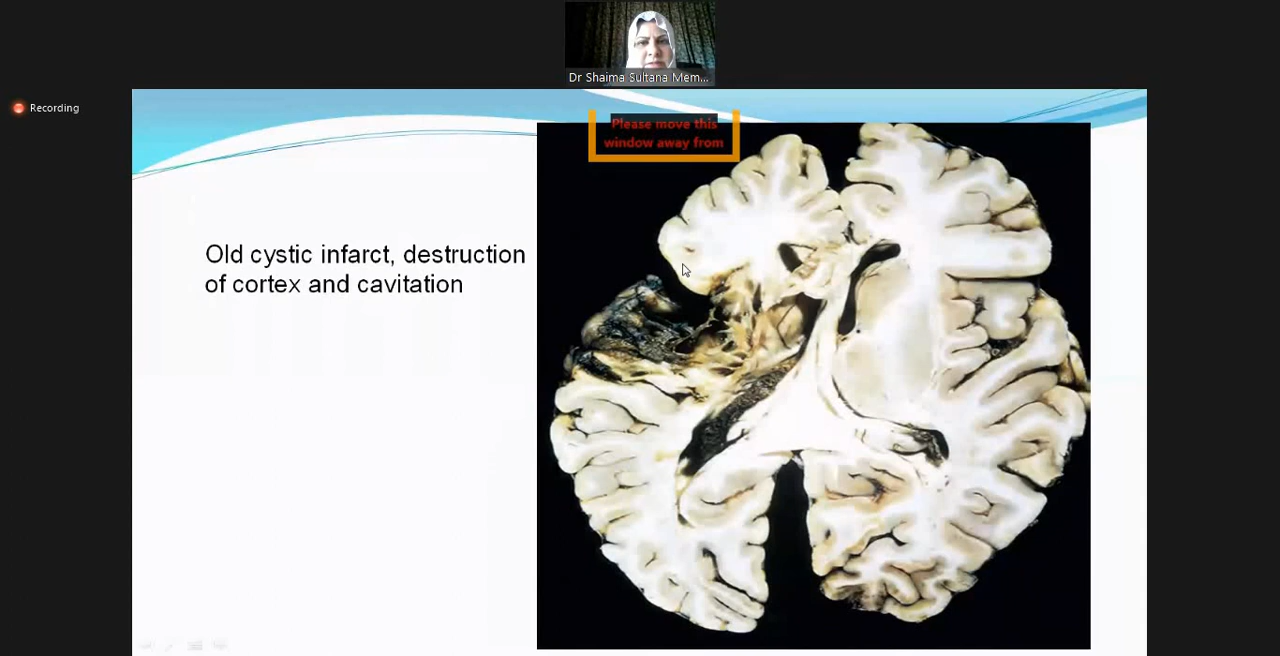 Dr Shaima Sultana Mem...
Recording
Please move this
window away from
Old cystic infarct, destruction
of cortex and cavitation